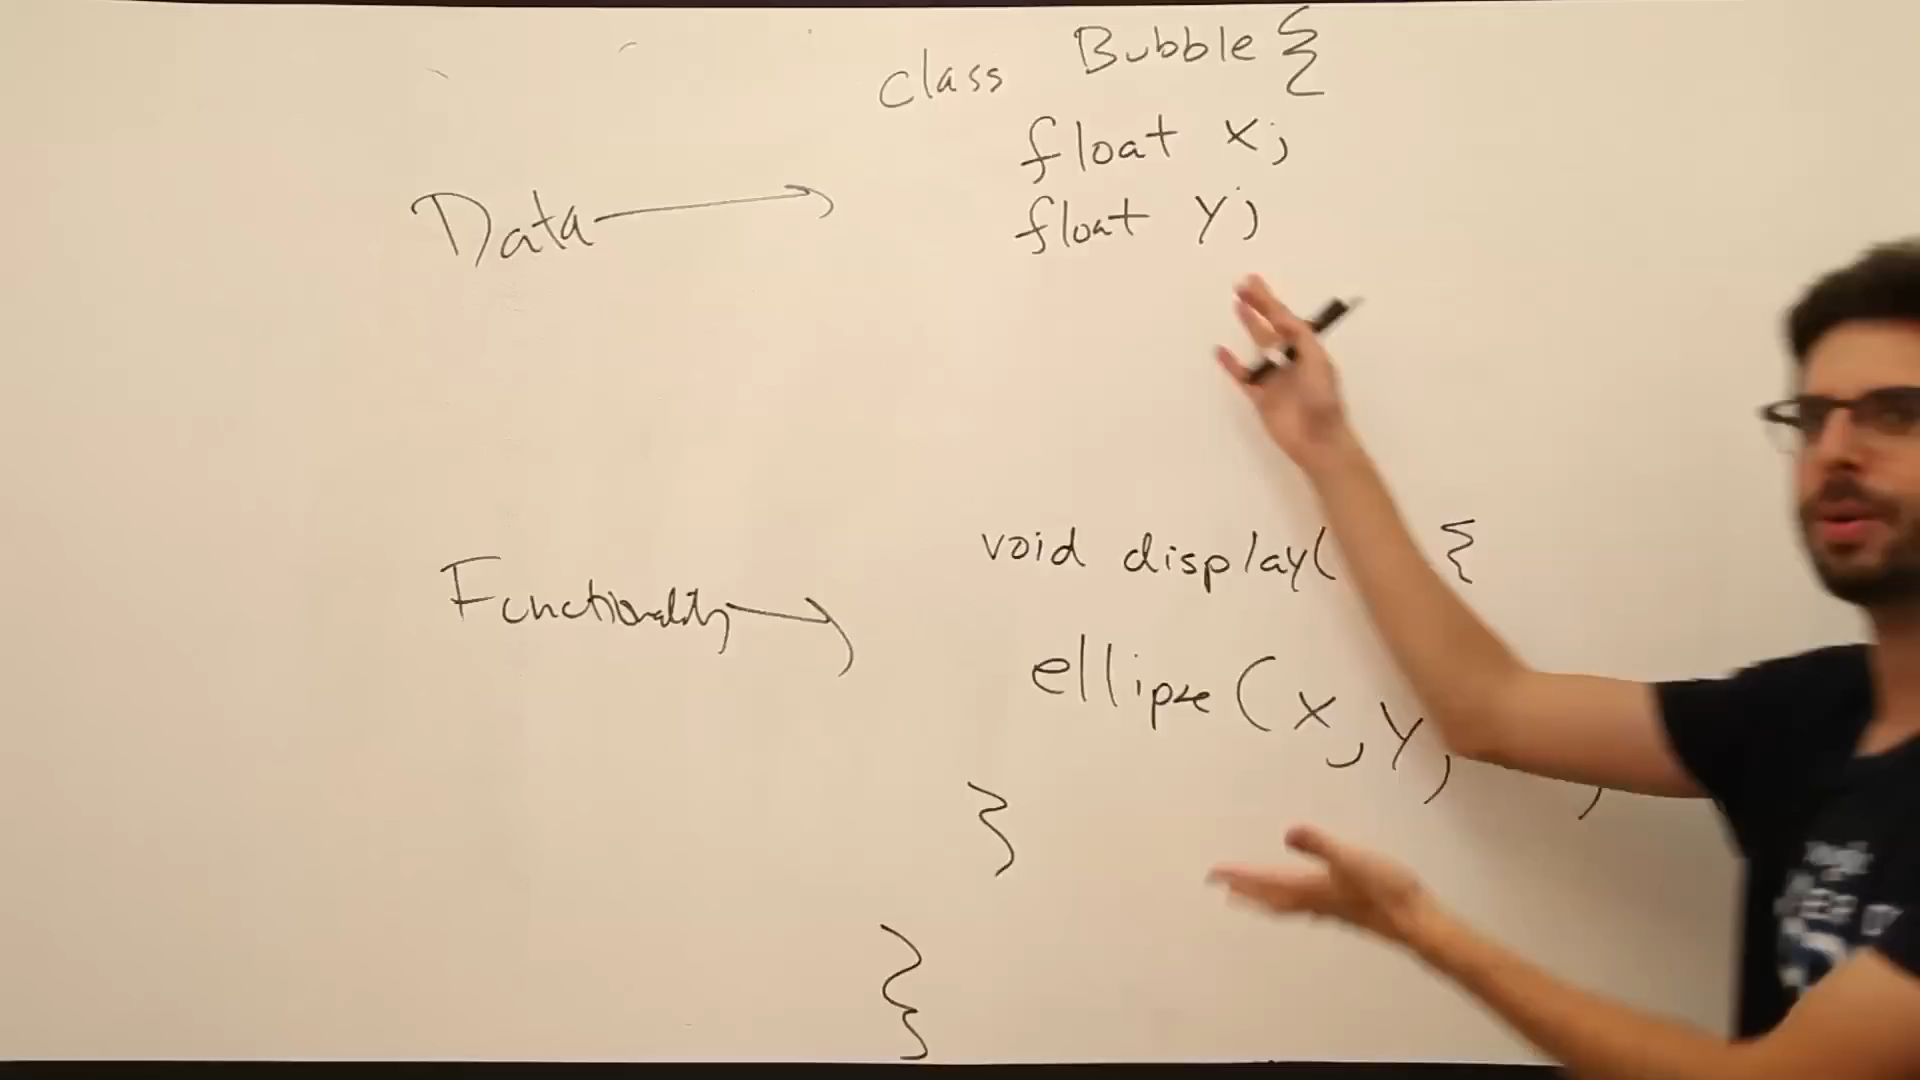 class Bubble {
float x;
Data
float y;
void display( {
Functionality
ellipse (x, y, ,
}
}